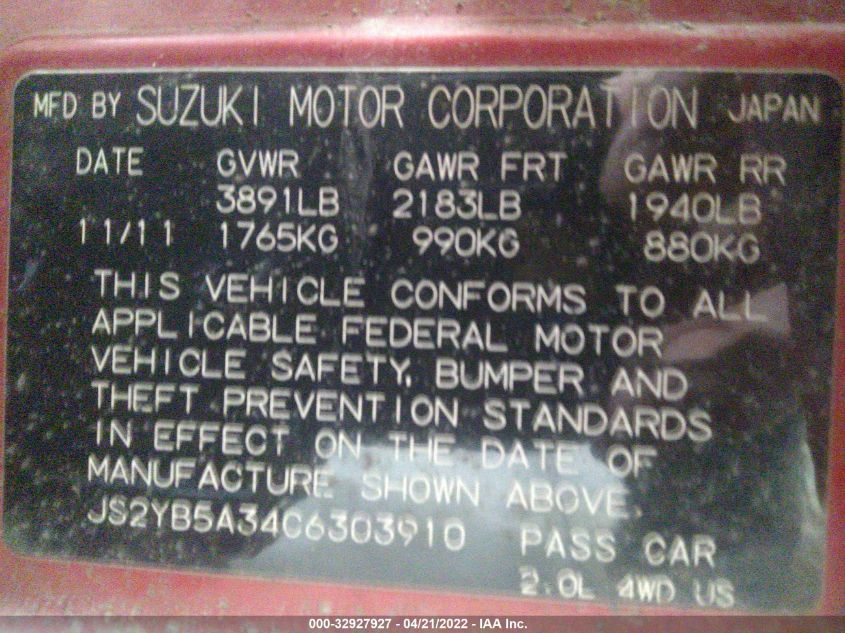 MFD BY SUZUKI MOTOR CORPORATION JAPAN
DATE GVWR GAWR FRT GAWR RR
3891LB 2183LB 1940LB
11/11 1765KG 990KG 880KG
THIS VEHICLE CONFORMS TO ALL
APPLICABLE FEDERAL MOTOR
VEHICLE SAFETY, BUMPER AND
THEFT PREVENTION STANDARDS
IN EFFECT ON THE DATE OF
MANUFACTURE SHOWN ABOVE.
JS2YB5A34C6303910 PASS CAR
2.0L 4WD US
000-32927927 - 04/21/2022 - IAA Inc.